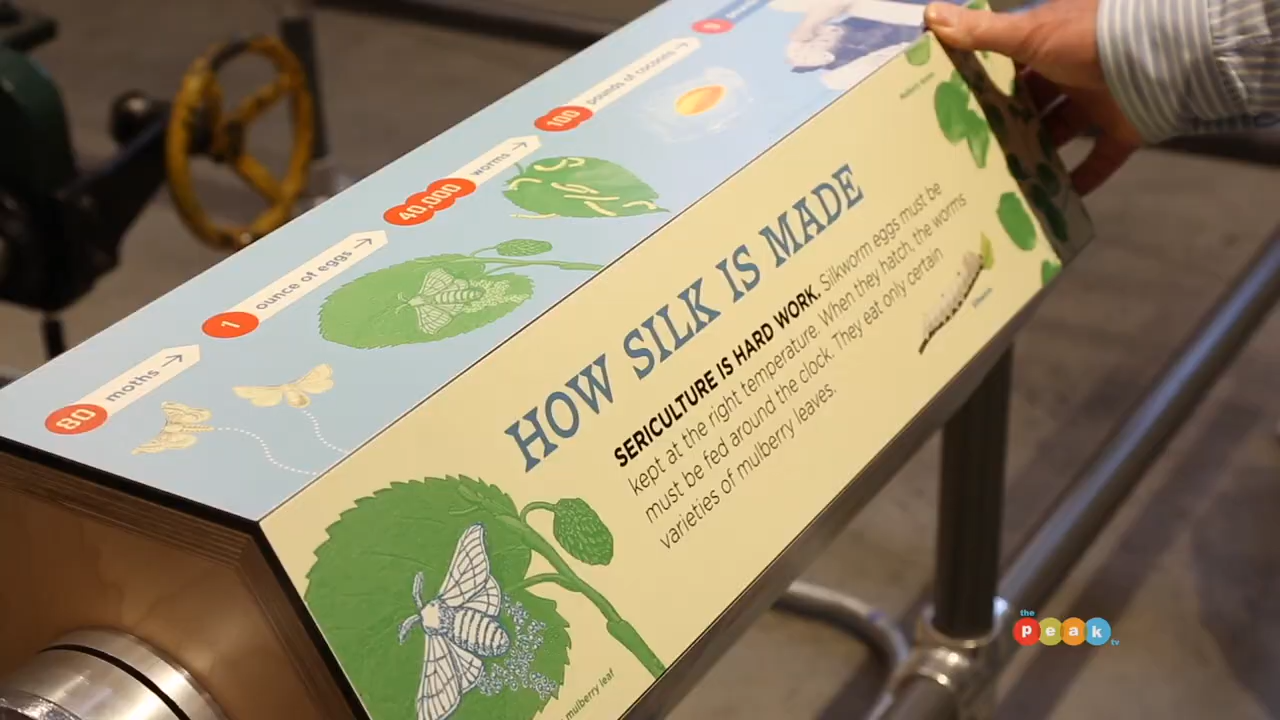 80 moths →
1 ounce of eggs →
40,000 worms →
100 pounds of cocoons →
HOW SILK IS MADE
SERICULTURE IS HARD WORK. Silkworm eggs must be
kept at the right temperature. When they hatch, the worms
must be fed around the clock. They eat only certain
varieties of mulberry leaves.
Silkworm
mulberry leaf
the
peak
tv